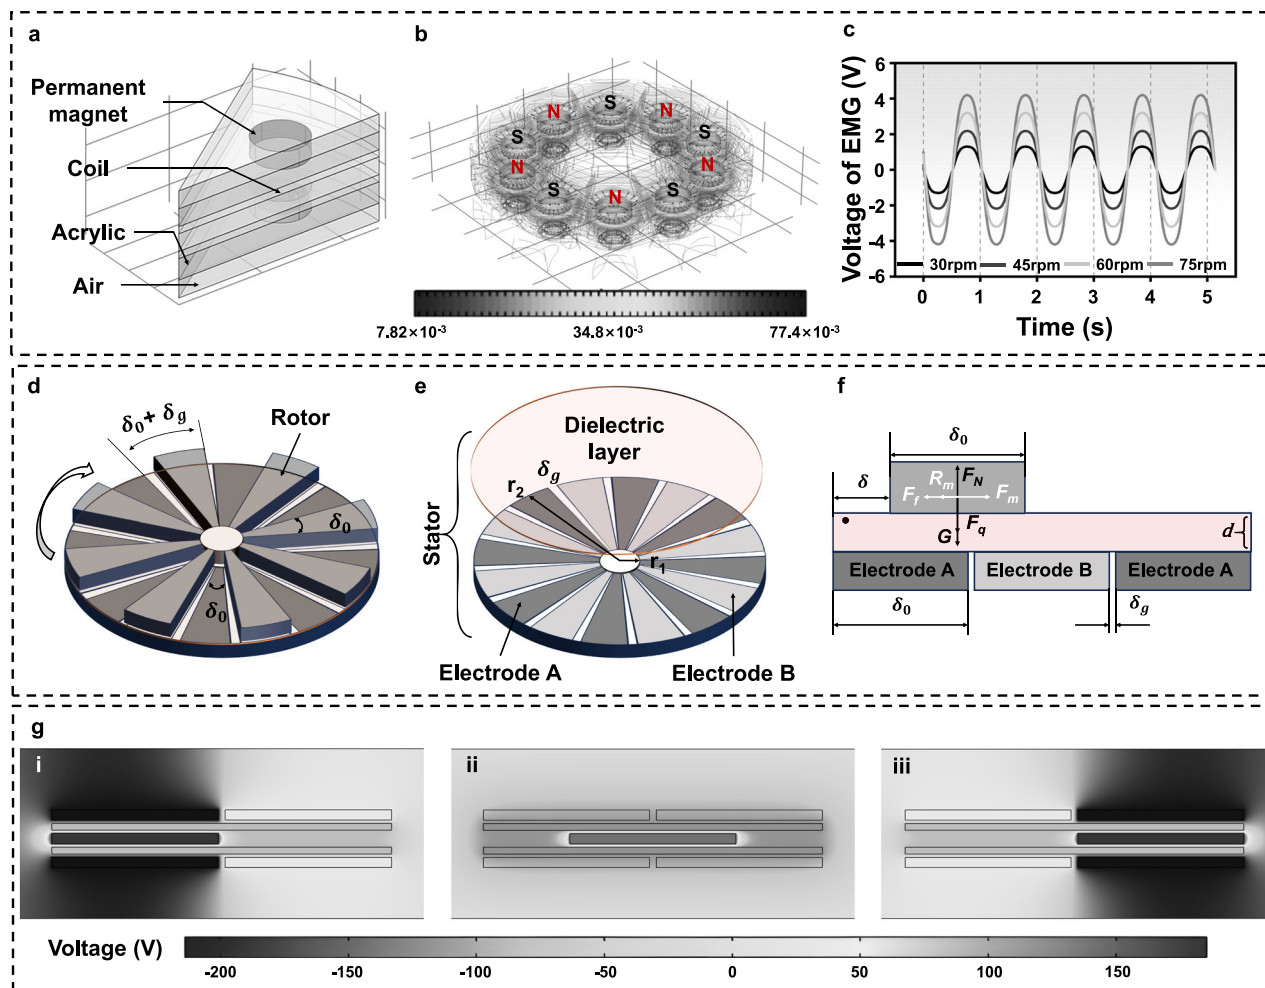 a
Permanent
magnet
Coil
Acrylic
Air
b
N
S
N
S
S
N
N
S
S
N
7.82×10⁻³
34.8×10⁻³
77.4×10⁻³
c
Voltage of EMG (V)
6
4
2
0
-2
-4
-6
30rpm 45rpm 60rpm 75rpm
0 1 2 3 4 5
Time (s)
d
δ₀+ δg
Rotor
δ₀
δ₀
e
Stator
Dielectric
layer
δg
r₂
r₁
Electrode A
Electrode B
f
δ₀
δ
Rm
FN
Ff
Fm
Fq
G
d
Electrode A Electrode B Electrode A
δ₀
δg
g
i
ii
iii
Voltage (V)
-200 -150 -100 -50 0 50 100 150